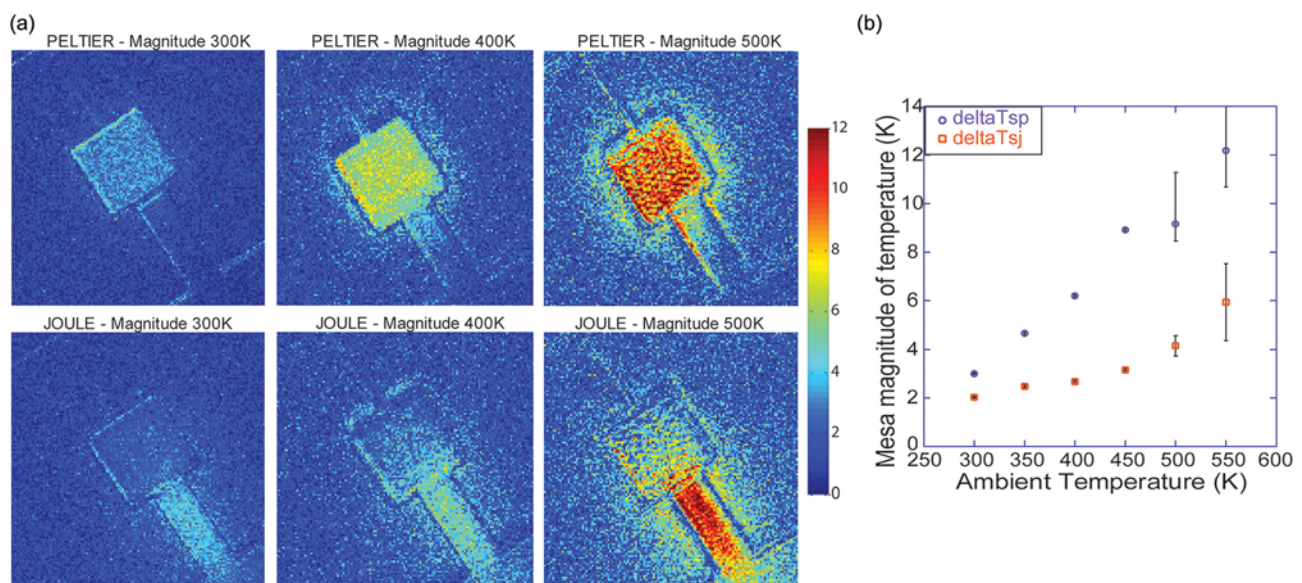 (a)
PELTIER - Magnitude 300K
PELTIER - Magnitude 400K
PELTIER - Magnitude 500K
JOULE - Magnitude 300K
JOULE - Magnitude 400K
JOULE - Magnitude 500K
12
10
8
6
4
2
0
(b)
Mesa magnitude of temperature (K)
14
12
10
8
6
4
2
0
deltaTsp
deltaTsj
250
300
350
400
450
500
550
600
Ambient Temperature (K)